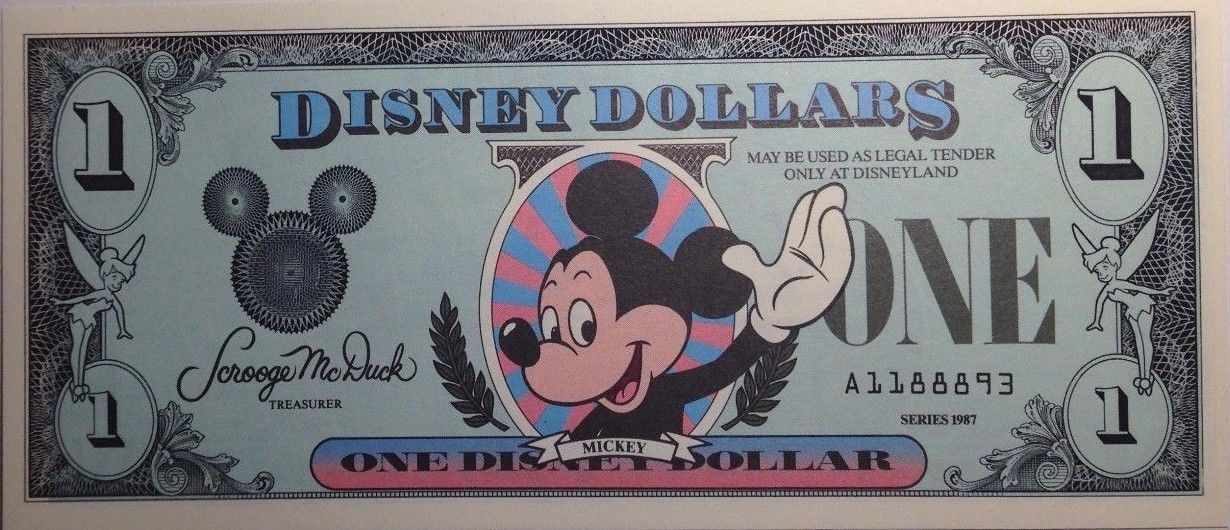 1
DISNEY DOLLARS
1
MAY BE USED AS LEGAL TENDER
ONLY AT DISNEYLAND
ONE
Scrooge McDuck
TREASURER
A1188893
SERIES 1987
1
MICKEY
1
ONE DISNEY DOLLAR